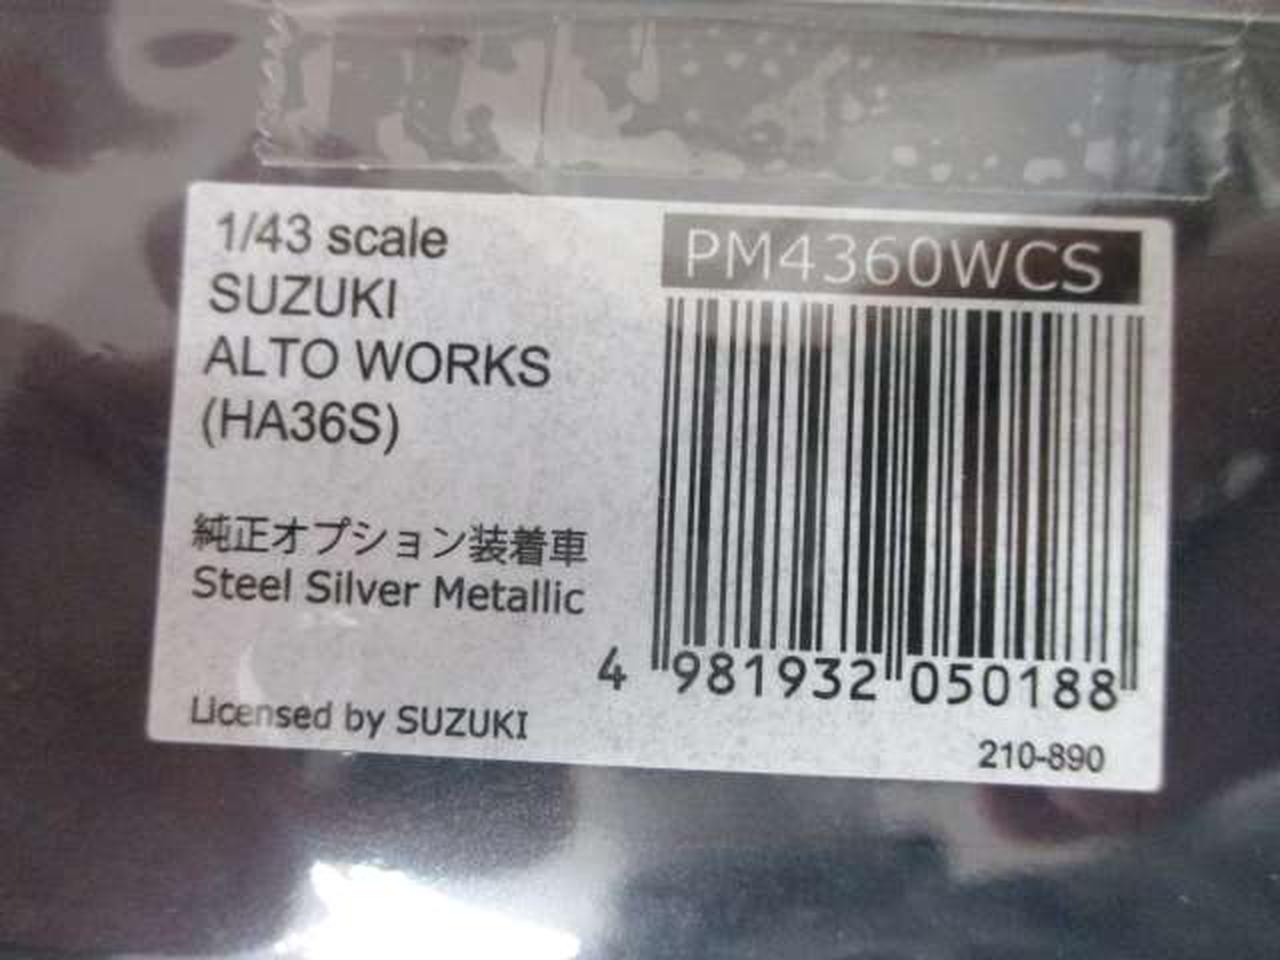 1/43 scale
SUZUKI
ALTO WORKS
(HA36S)
純正オプション装着車
Steel Silver Metallic
Licensed by SUZUKI
PM4360WCS
4 981932 050188
210-890